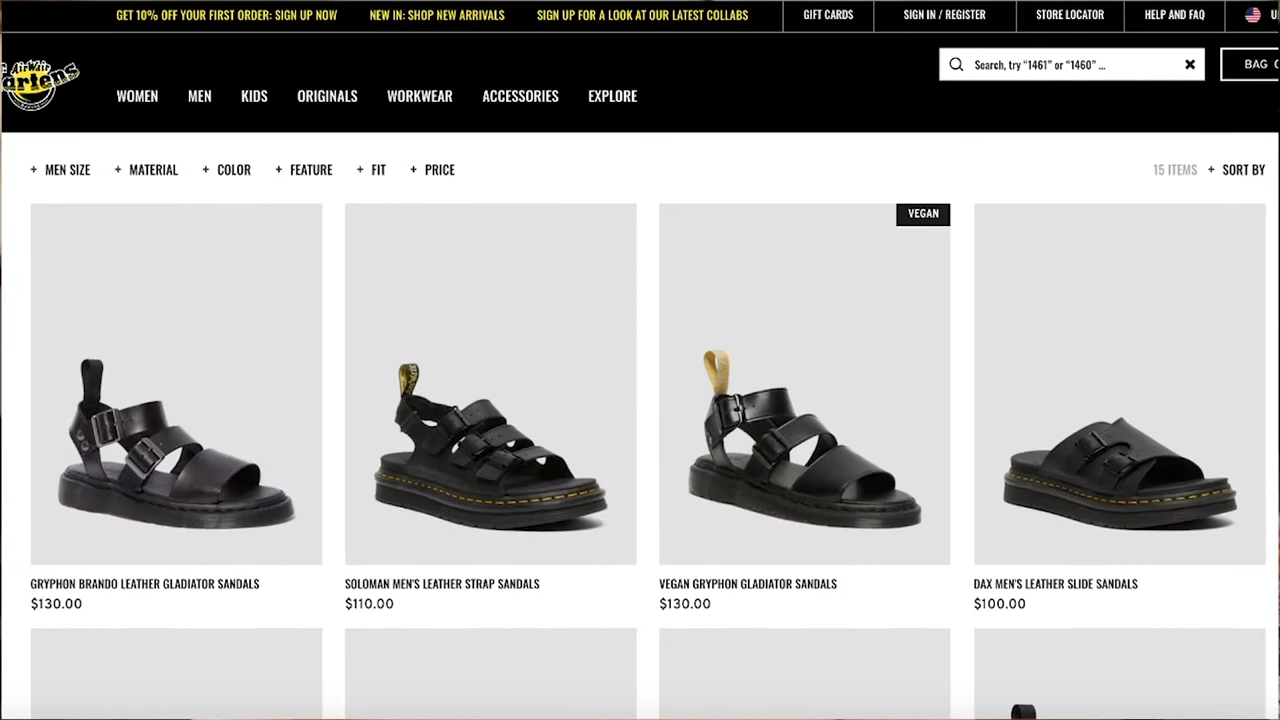 GET 10% OFF YOUR FIRST ORDER: SIGN UP NOW
NEW IN: SHOP NEW ARRIVALS
SIGN UP FOR A LOOK AT OUR LATEST COLLABS
GIFT CARDS
SIGN IN / REGISTER
STORE LOCATOR
HELP AND FAQ
AirWair
artens
Search, try “1461” or “1460” ...
BAG
WOMEN
MEN
KIDS
ORIGINALS
WORKWEAR
ACCESSORIES
EXPLORE
+ MEN SIZE
+ MATERIAL
+ COLOR
+ FEATURE
+ FIT
+ PRICE
15 ITEMS
+ SORT BY
VEGAN
GRYPHON BRANDO LEATHER GLADIATOR SANDALS
$130.00
SOLOMAN MEN'S LEATHER STRAP SANDALS
$110.00
VEGAN GRYPHON GLADIATOR SANDALS
$130.00
DAX MEN'S LEATHER SLIDE SANDALS
$100.00